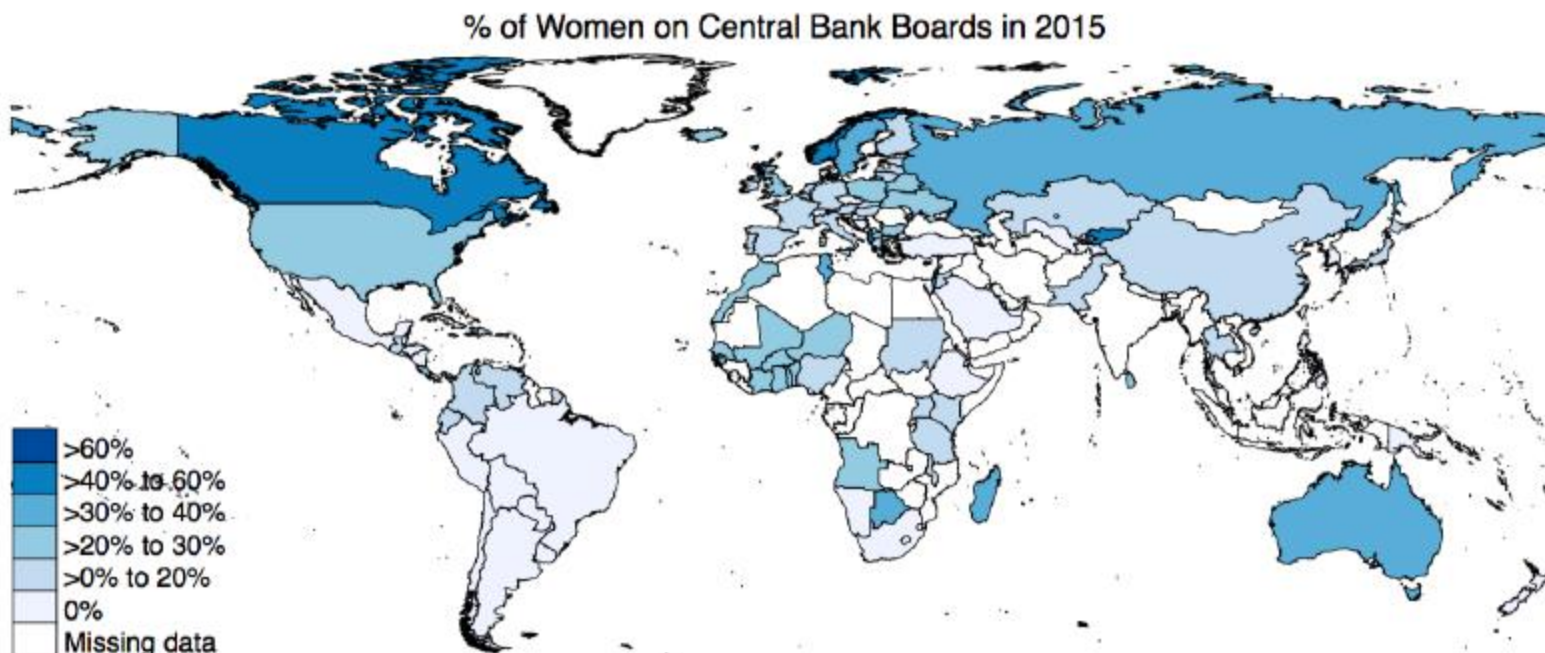 % of Women on Central Bank Boards in 2015
>60%
>40% to 60%
>30% to 40%
>20% to 30%
>0% to 20%
0%
Missing data